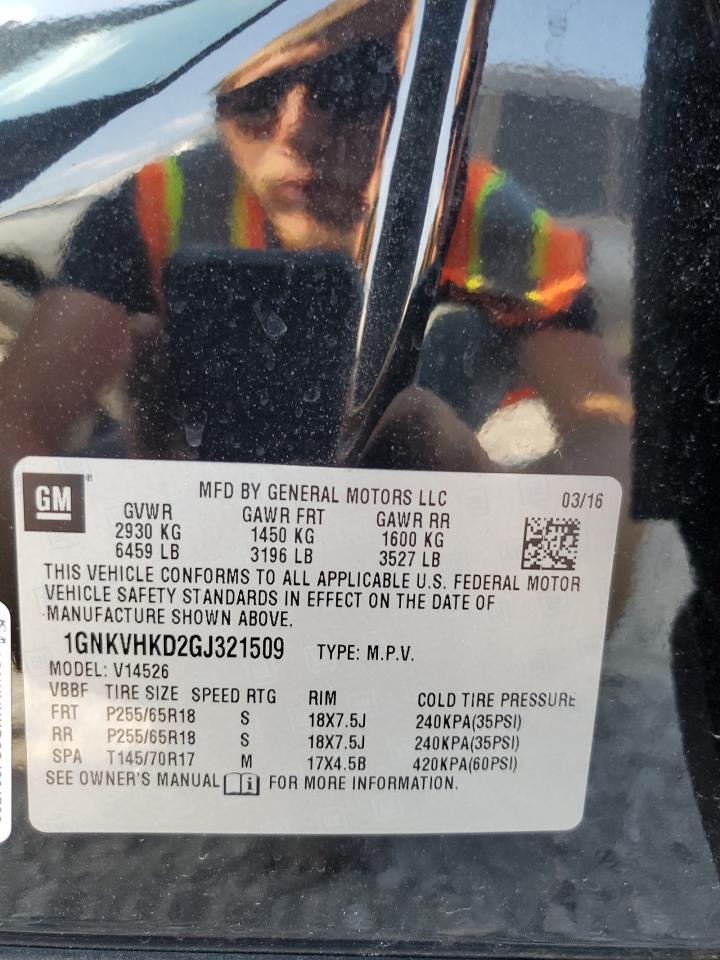 GM ®
MFD BY GENERAL MOTORS LLC 03/16
GVWR GAWR FRT GAWR RR
2930 KG 1450 KG 1600 KG
6459 LB 3196 LB 3527 LB
THIS VEHICLE CONFORMS TO ALL APPLICABLE U.S. FEDERAL MOTOR
VEHICLE SAFETY STANDARDS IN EFFECT ON THE DATE OF
MANUFACTURE SHOWN ABOVE.
1GNKVHKD2GJ321509 TYPE: M.P.V.
MODEL: V14526
VBBF TIRE SIZE SPEED RTG RIM COLD TIRE PRESSURE
FRT P255/65R18 S 18X7.5J 240KPA(35PSI)
RR P255/65R18 S 18X7.5J 240KPA(35PSI)
SPA T145/70R17 M 17X4.5B 420KPA(60PSI)
SEE OWNER'S MANUAL i FOR MORE INFORMATION.